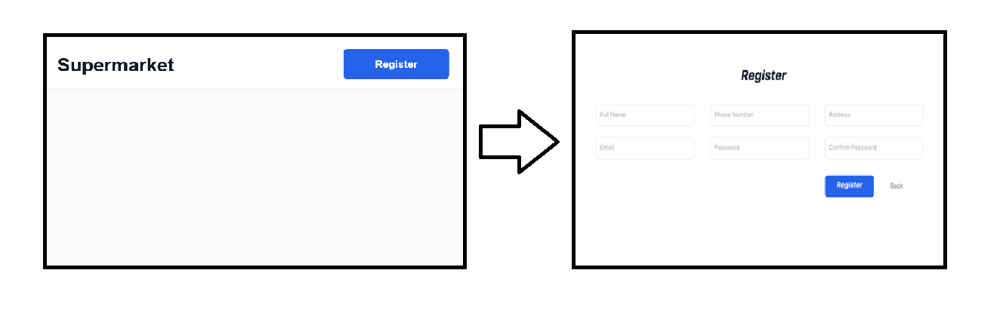 Supermarket
Register
Register
Full Name
Phone Number
Address
Email
Password
Confirm Password
Register
Back